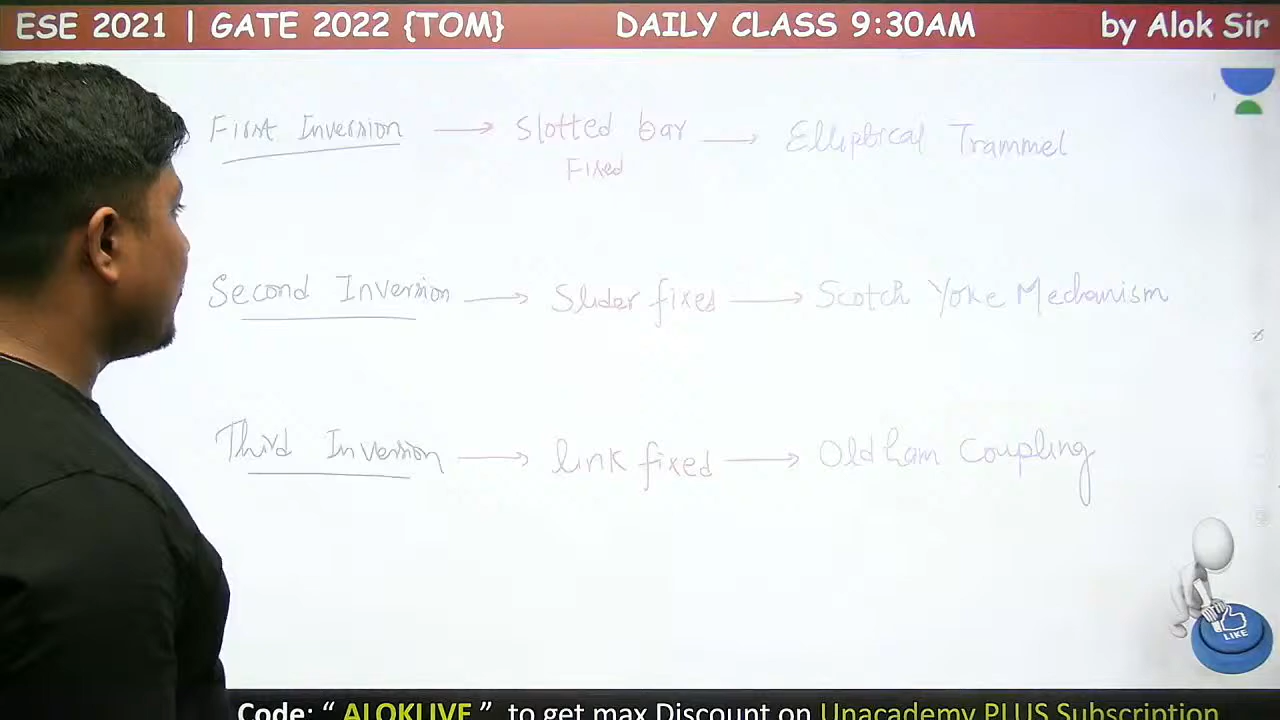 ESE 2021 | GATE 2022 {TOM} DAILY CLASS 9:30AM by Alok Sir
First Inversion → Slotted bar → Elliptical Trammel
Fixed
Second Inversion → Slider fixes → Scotch Yoke Mechanism
Third Inversion → link fixed → Oldham Coupling
LIKE
Code: “ ALOKLIVE ” to get max Discount on Unacademy PLUS Subscription